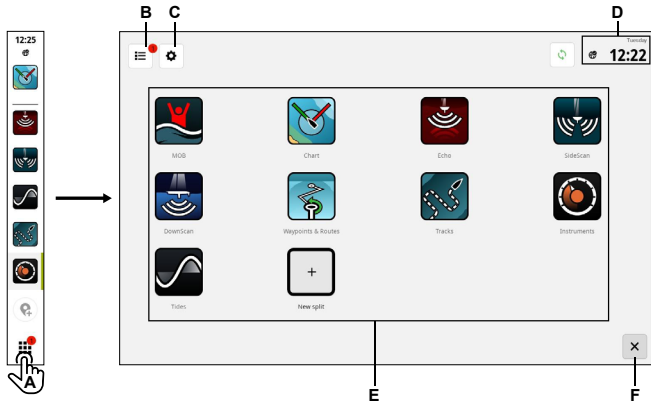 B
C
D
12:25
Tuesday
12:22
MOB
Chart
Echo
SideScan
DownScan
Waypoints & Routes
Tracks
Instruments
Tides
New split
A
E
F